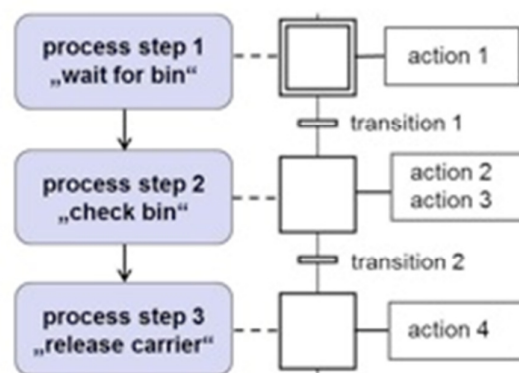 process step 1
„wait for bin“
action 1
transition 1
process step 2
„check bin“
action 2
action 3
transition 2
process step 3
„release carrier“
action 4